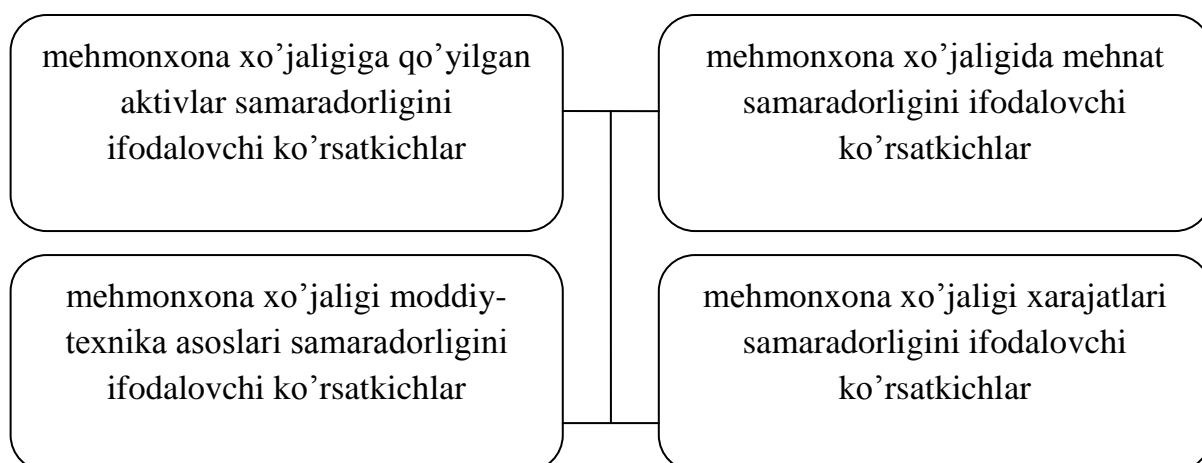 mehmonxona xo’jaligiga qo’yilgan
aktivlar samaradorligini
ifodalovchi ko’rsatkichlar
mehmonxona xo’jaligida mehnat
samaradorligini ifodalovchi
ko’rsatkichlar
mehmonxona xo’jaligi moddiy-
texnika asoslari samaradorligini
ifodalovchi ko’rsatkichlar
mehmonxona xo’jaligi xarajatlari
samaradorligini ifodalovchi
ko’rsatkichlar